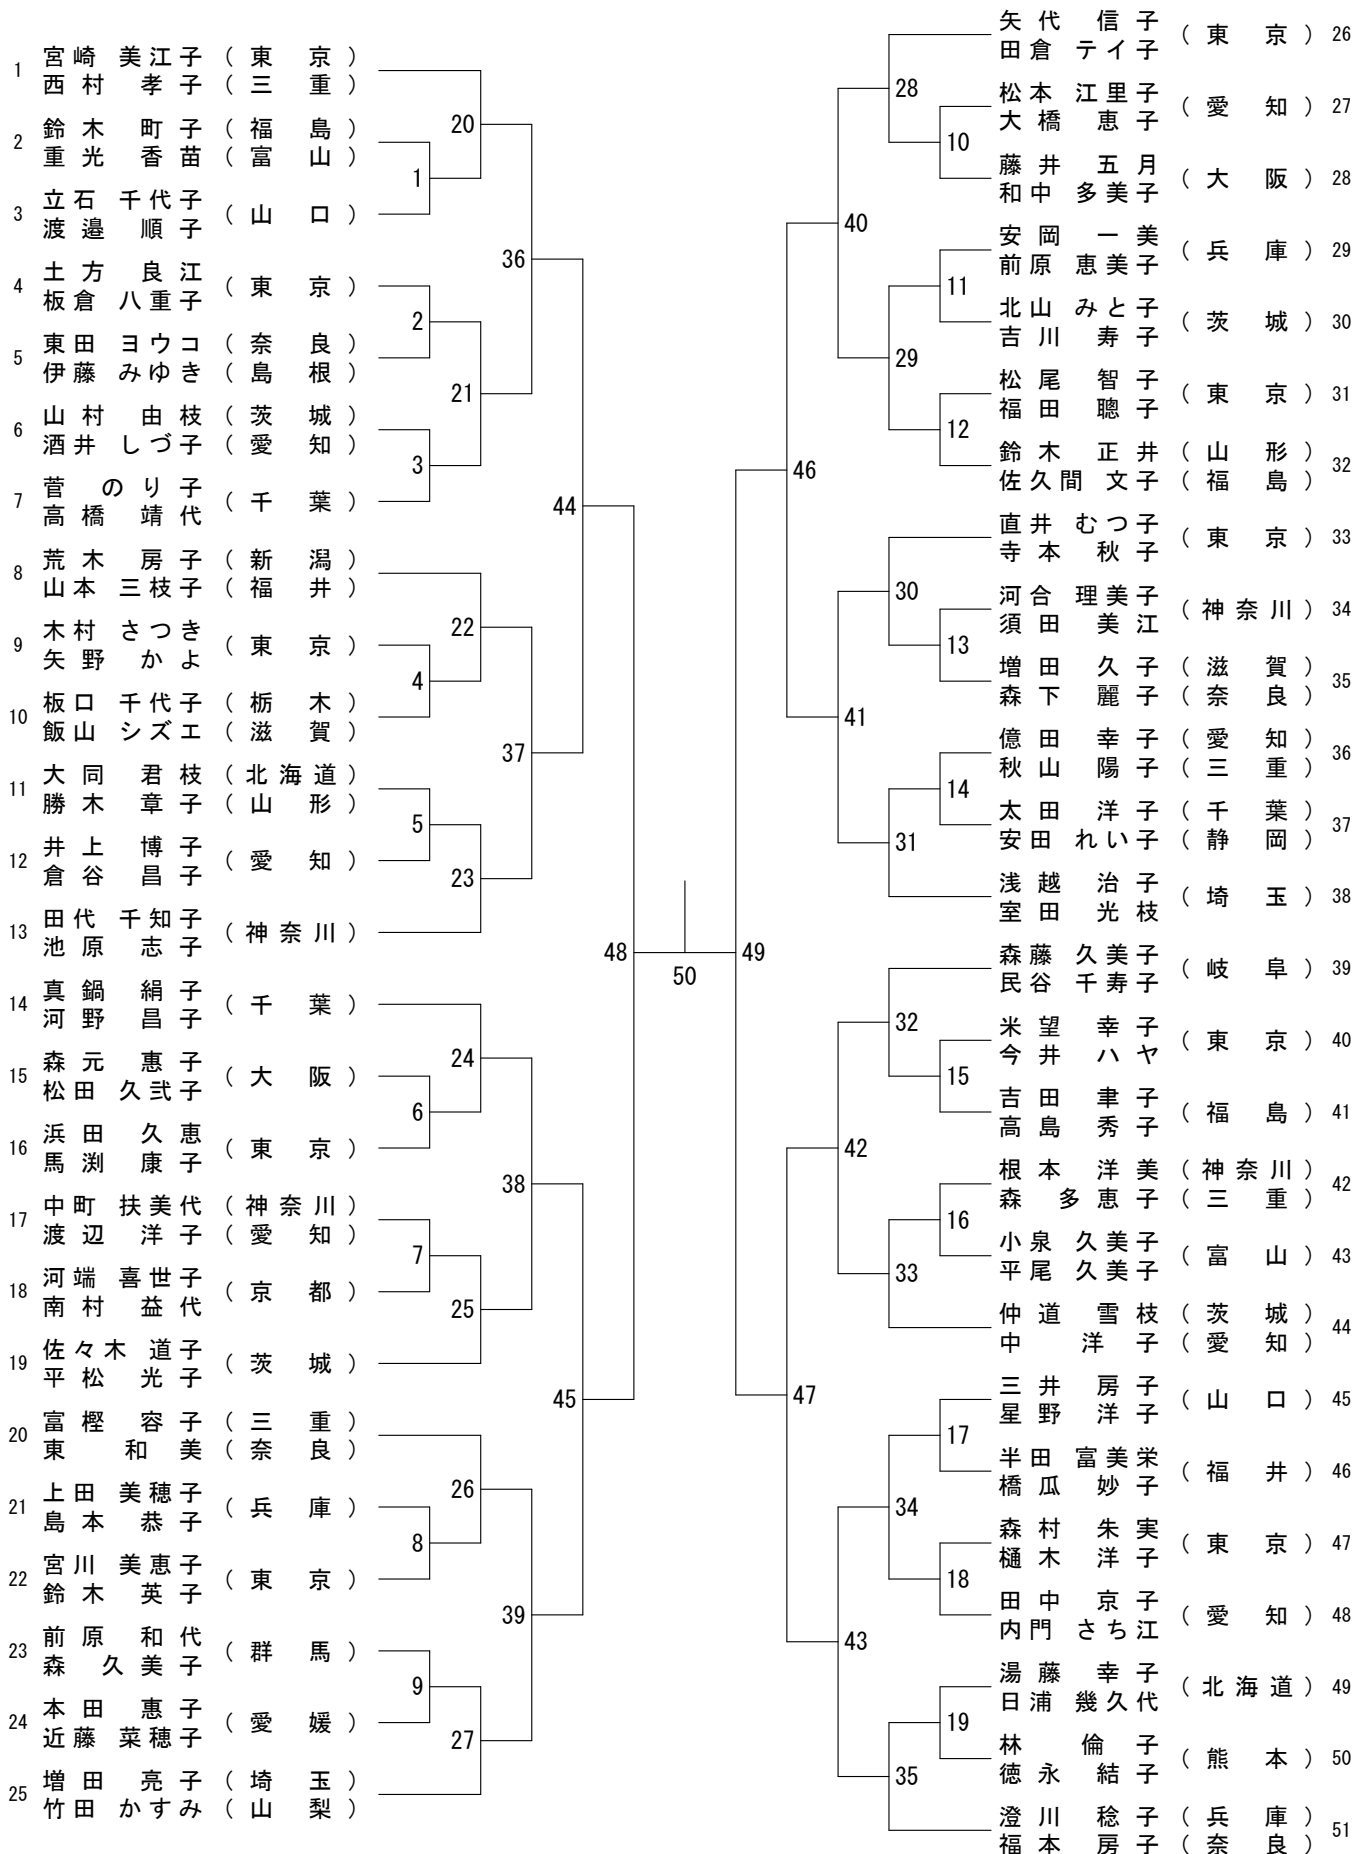 1 宮崎 美江子 （東京）
西村 孝子 （三重）
2 鈴木 町子 （福島）
重光 香苗 （富山）
3 立石 千代子 （山口）
渡邉 順子
4 土方 良江 （東京）
板倉 八重子
5 東田 ヨウコ （奈良）
伊藤 みゆき （島根）
6 山村 由枝 （茨城）
酒井 しづ子 （愛知）
7 菅 のり子 （千葉）
高橋 靖代
8 荒木 房子 （新潟）
山本 三枝子 （福井）
9 木村 さつき （東京）
矢野 かよ
10 板口 千代子 （栃木）
飯山 シズエ （滋賀）
11 大同 君枝 （北海道）
勝木 章子 （山形）
12 井上 博子 （愛知）
倉谷 昌子
13 田代 千知子 （神奈川）
池原 志子
14 真鍋 絹子 （千葉）
河野 昌子
15 森元 惠子 （大阪）
松田 久弐子
16 浜田 久恵 （東京）
馬渕 康子
17 中町 扶美代 （神奈川）
渡辺 洋子 （愛知）
18 河端 喜世子 （京都）
南村 益代
19 佐々木 道子 （茨城）
平松 光子
20 富樫 容子 （三重）
東 和美 （奈良）
21 上田 美穂子 （兵庫）
島本 恭子
22 宮川 美恵子 （東京）
鈴木 英子
23 前原 和代 （群馬）
森 久美子
24 本田 惠子 （愛媛）
近藤 菜穂子
25 増田 亮子 （埼玉）
竹田 かすみ （山梨）
1
2
3
4
5
6
7
8
9
20
21
22
23
24
25
26
27
36
37
38
39
44
45
48
50
49
46
47
40
41
42
43
28
29
30
31
32
33
34
35
10
11
12
13
14
15
16
17
18
19
矢代 信子 （東京） 26
田倉 テイ子
松本 江里子 （愛知） 27
大橋 恵子
藤井 五月 （大阪） 28
和中 多美子
安岡 一美 （兵庫） 29
前原 恵美子
北山 みと子 （茨城） 30
吉川 寿子
松尾 智子 （東京） 31
福田 聰子
鈴木 正井 （山形） 32
佐久間 文子 （福島）
直井 むつ子 （東京） 33
寺本 秋子
河合 理美子 （神奈川） 34
須田 美江
増田 久子 （滋賀） 35
森下 麗子 （奈良）
億田 幸子 （愛知） 36
秋山 陽子 （三重）
太田 洋子 （千葉） 37
安田 れい子 （静岡）
浅越 治子 （埼玉） 38
室田 光枝
森藤 久美子 （岐阜） 39
民谷 千寿子
米望 幸子 （東京） 40
今井 ハヤ
吉田 聿子 （福島） 41
高島 秀子
根本 洋美 （神奈川） 42
森 多恵子 （三重）
小泉 久美子 （富山） 43
平尾 久美子
仲道 雪枝 （茨城） 44
中 洋子 （愛知）
三井 房子 （山口） 45
星野 洋子
半田 富美栄 （福井） 46
橋瓜 妙子
森村 朱実 （東京） 47
樋木 洋子
田中 京子 （愛知） 48
内門 さち江
湯藤 幸子 （北海道） 49
日浦 幾久代
林 倫子 （熊本） 50
徳永 結子
澄川 稔子 （兵庫） 51
福本 房子 （奈良）